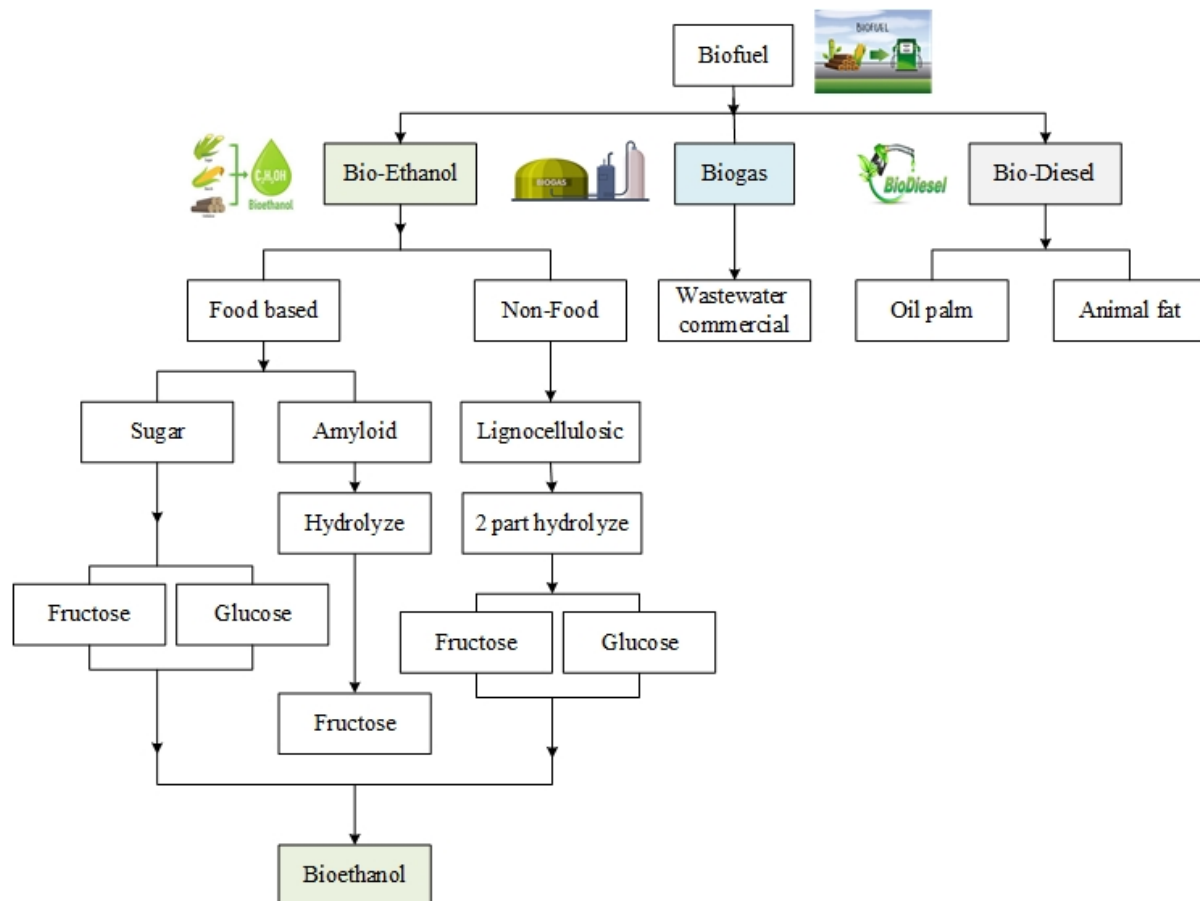 Biofuel
BIOFUEL
Bio-Ethanol
C₂H₅OH
Bioethanol
BIOGAS
Biogas
BioDiesel
Bio-Diesel
Food based
Non-Food
Wastewater
commercial
Oil palm
Animal fat
Sugar
Amyloid
Lignocellulosic
Hydrolyze
2 part hydrolyze
Fructose
Glucose
Fructose
Glucose
Fructose
Bioethanol